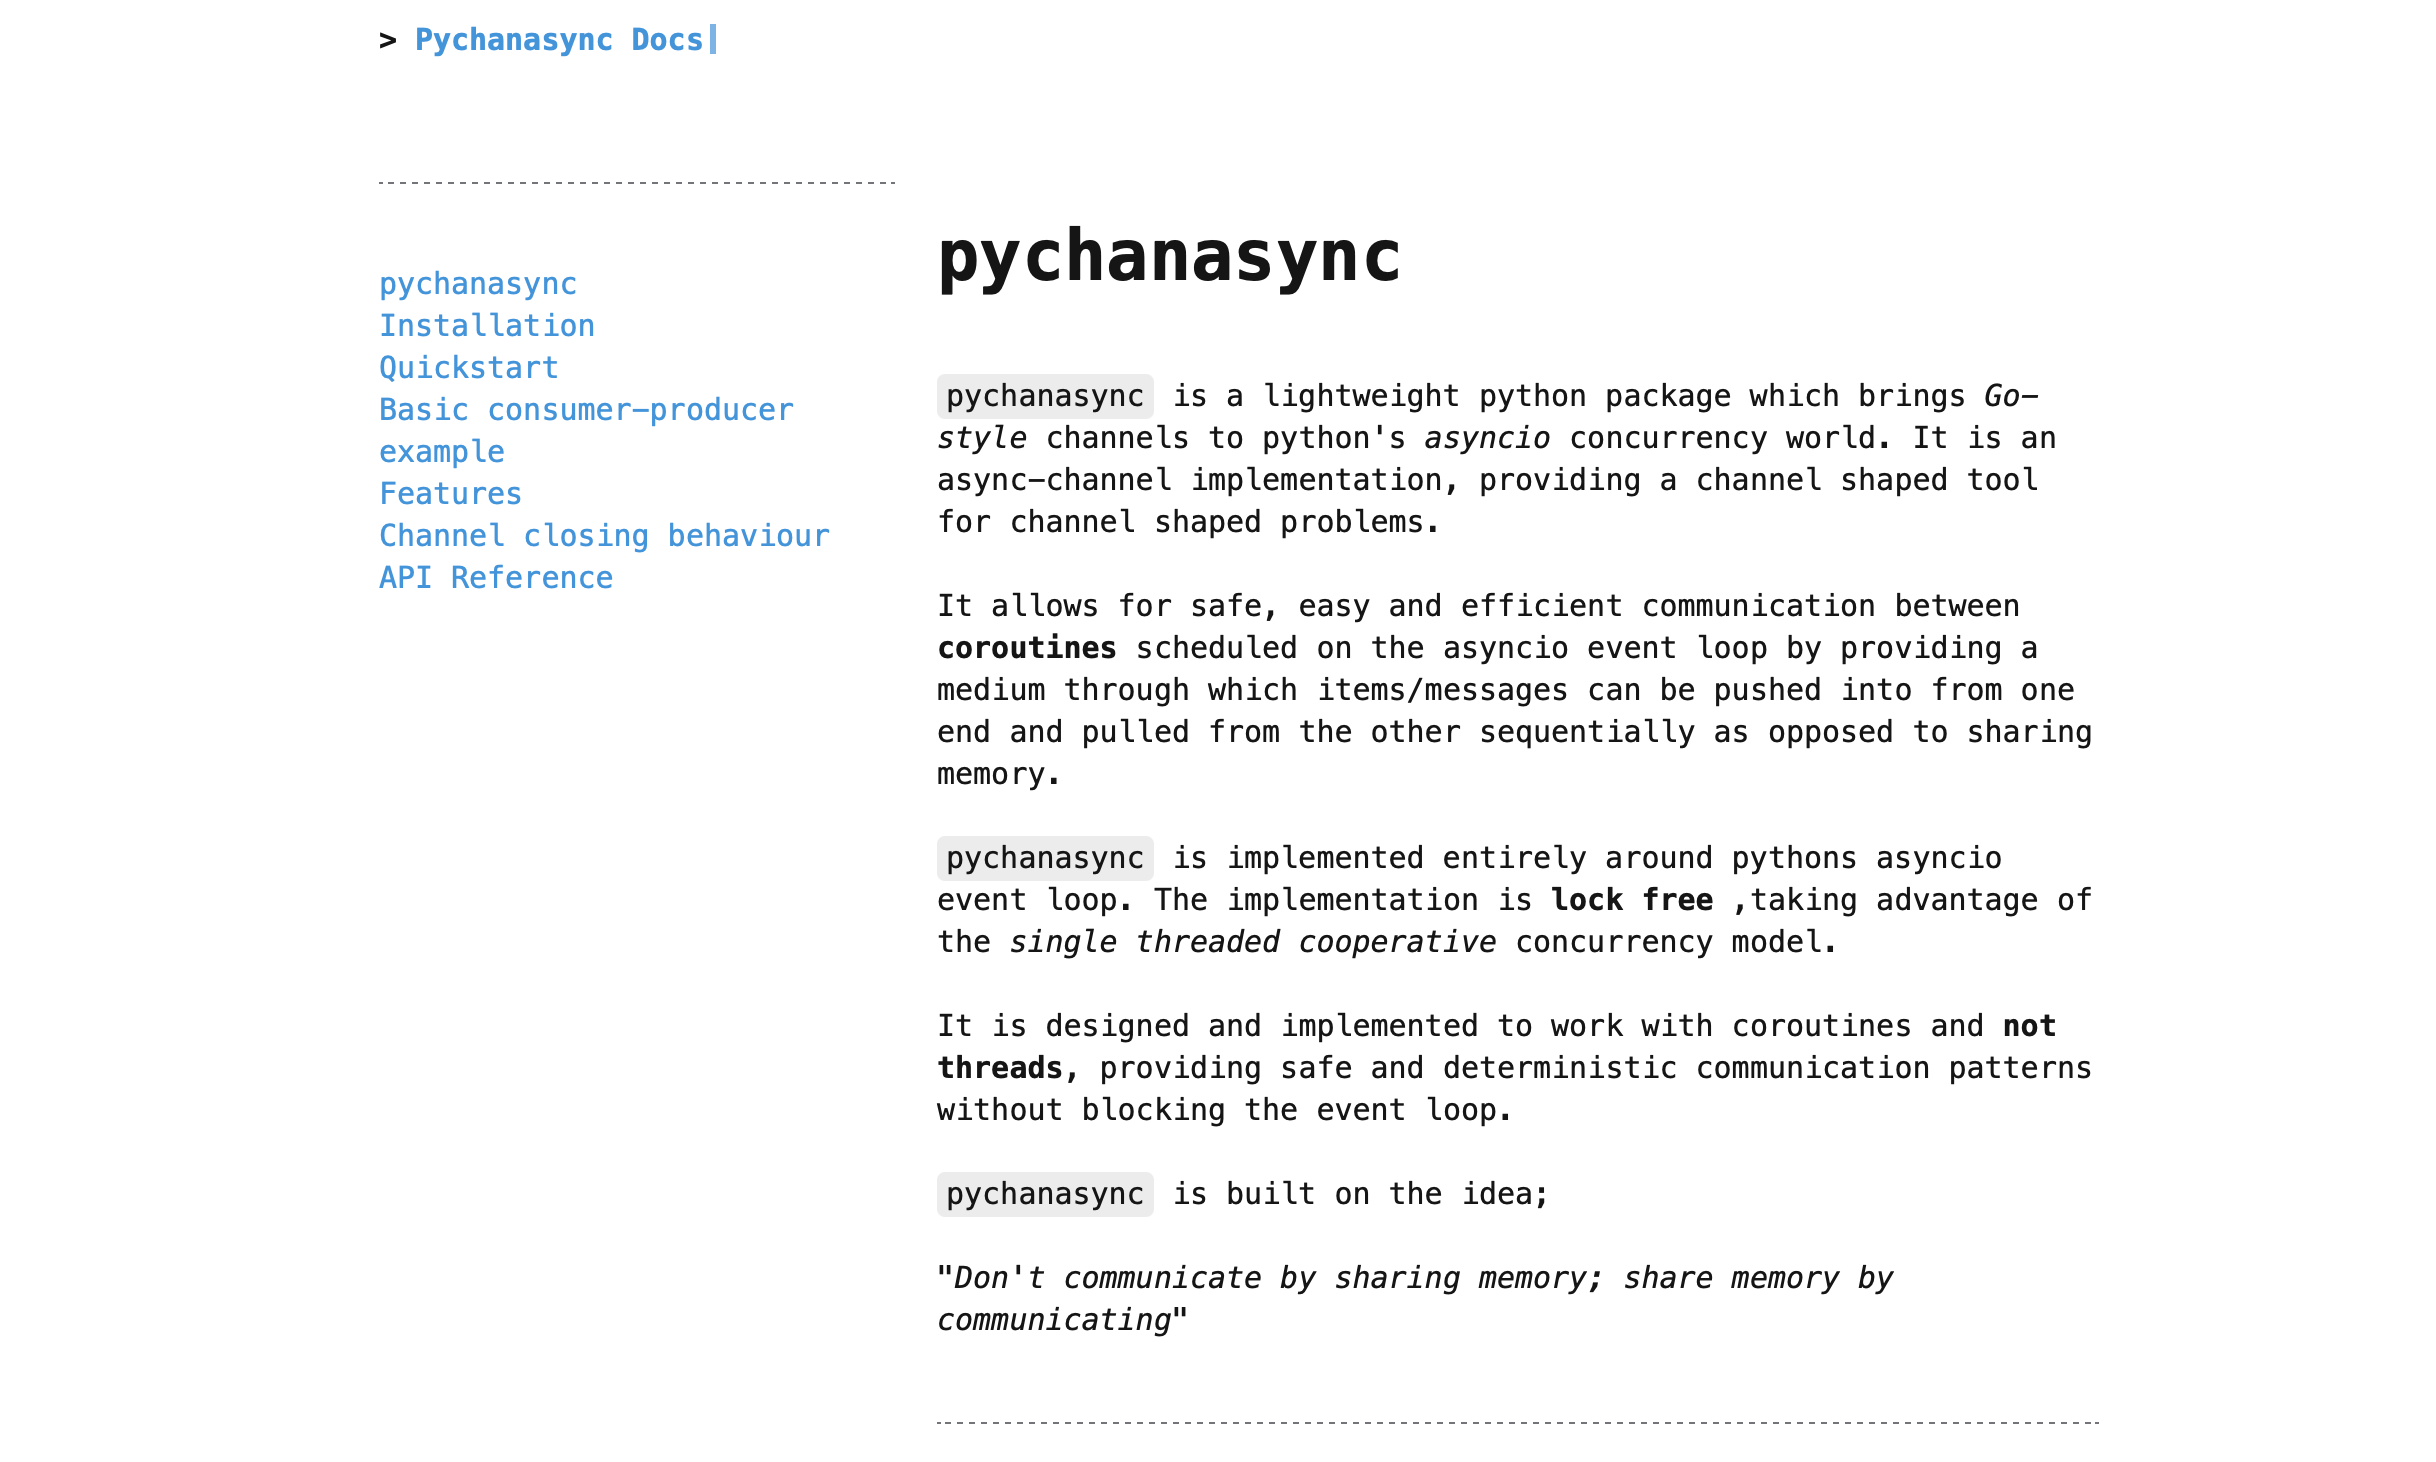 > Pychanasync Docs
pychanasync
Installation
Quickstart
Basic consumer-producer
example
Features
Channel closing behaviour
API Reference
pychanasync
pychanasync is a lightweight python package which brings Go-
style channels to python's asyncio concurrency world. It is an
async-channel implementation, providing a channel shaped tool
for channel shaped problems.
It allows for safe, easy and efficient communication between
coroutines scheduled on the asyncio event loop by providing a
medium through which items/messages can be pushed into from one
end and pulled from the other sequentially as opposed to sharing
memory.
pychanasync is implemented entirely around pythons asyncio
event loop. The implementation is lock free ,taking advantage of
the single threaded cooperative concurrency model.
It is designed and implemented to work with coroutines and not
threads, providing safe and deterministic communication patterns
without blocking the event loop.
pychanasync is built on the idea;
"Don't communicate by sharing memory; share memory by
communicating"